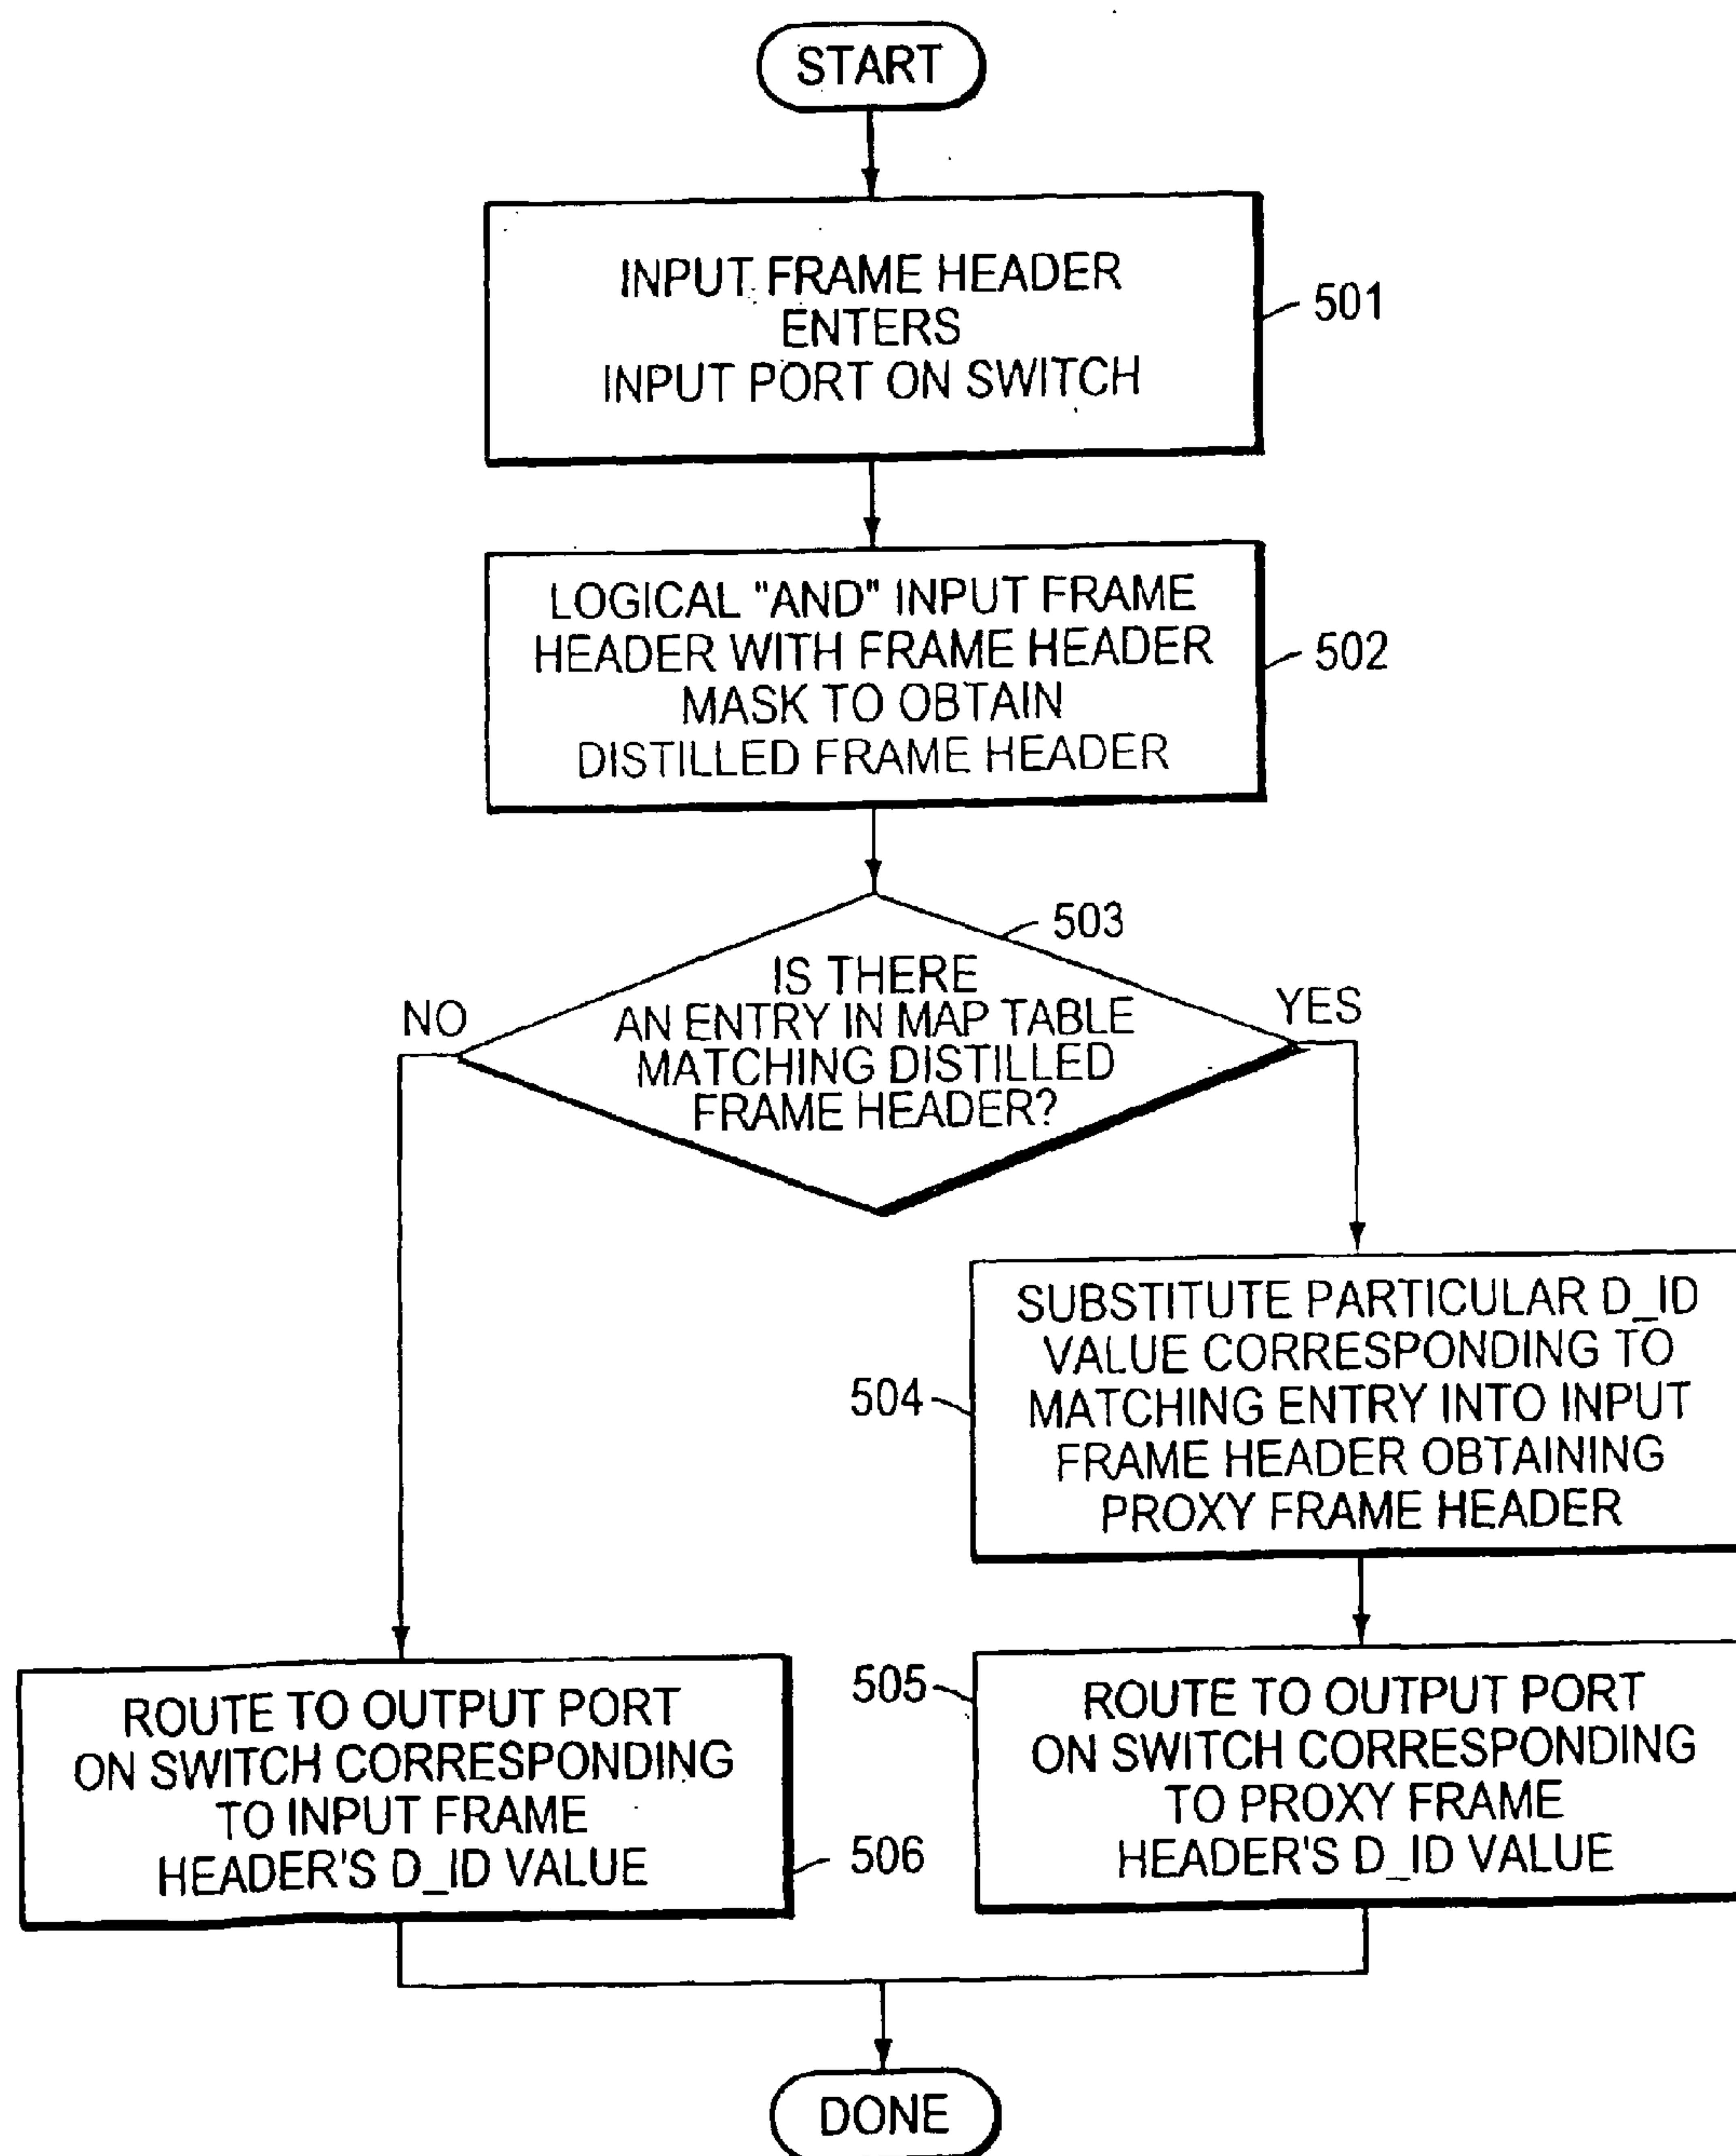 START
INPUT FRAME HEADER
ENTERS
INPUT PORT ON SWITCH
501
LOGICAL "AND" INPUT FRAME
HEADER WITH FRAME HEADER
MASK TO OBTAIN
DISTILLED FRAME HEADER
502
503
IS THERE
AN ENTRY IN MAP TABLE
MATCHING DISTILLED
FRAME HEADER?
NO
YES
504
SUBSTITUTE PARTICULAR D_ID
VALUE CORRESPONDING TO
MATCHING ENTRY INTO INPUT
FRAME HEADER OBTAINING
PROXY FRAME HEADER
ROUTE TO OUTPUT PORT
ON SWITCH CORRESPONDING
TO INPUT FRAME
HEADER'S D_ID VALUE
506
505
ROUTE TO OUTPUT PORT
ON SWITCH CORRESPONDING
TO PROXY FRAME
HEADER'S D_ID VALUE
DONE